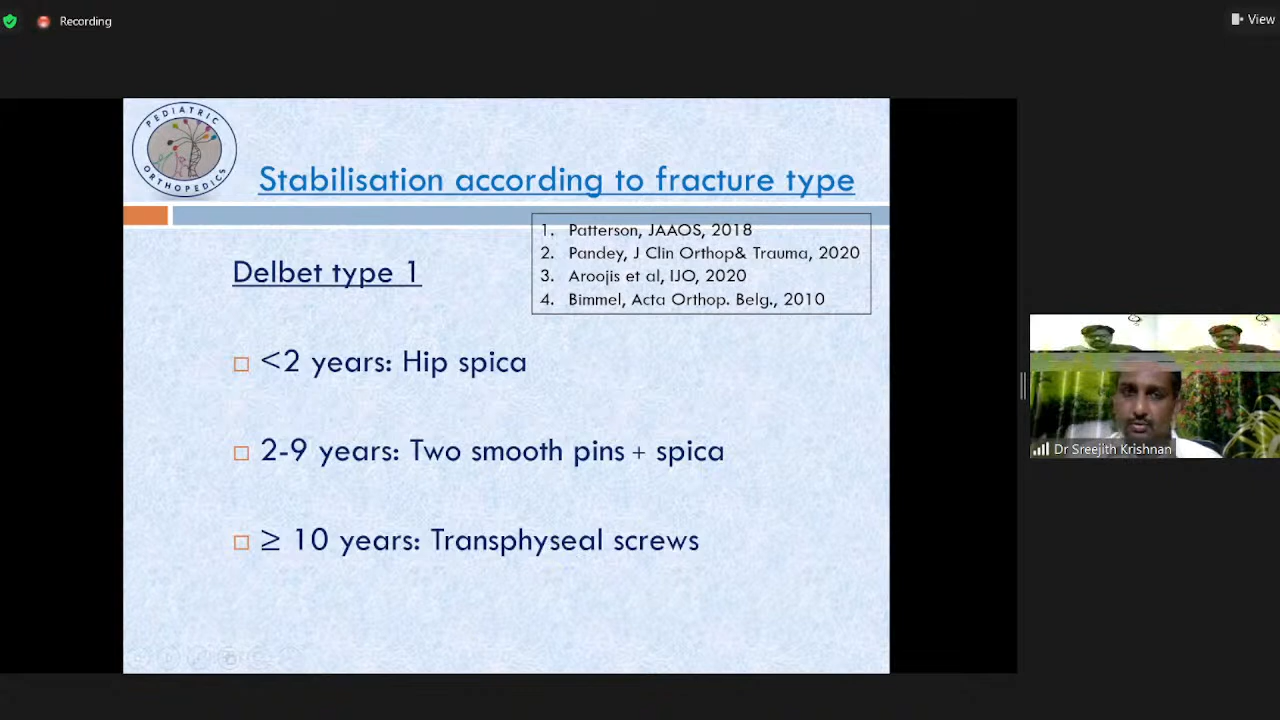 Recording
View
PEDIATRIC
ORTHOPEDICS
Stabilisation according to fracture type
1. Patterson, JAAOS, 2018
2. Pandey, J Clin Orthop& Trauma, 2020
3. Aroojis et al, IJO, 2020
4. Bimmel, Acta Orthop. Belg., 2010
Delbet type 1
<2 years: Hip spica
2-9 years: Two smooth pins + spica
≥ 10 years: Transphyseal screws
Dr Sreejith Krishnan